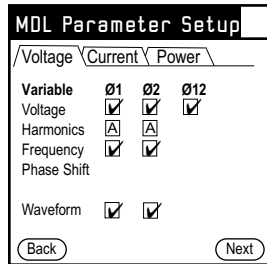 MDL Parameter Setup
Voltage Current Power
Variable Ø1 Ø2 Ø12
Voltage
Harmonics A A
Frequency
Phase Shift
Waveform
Back Next